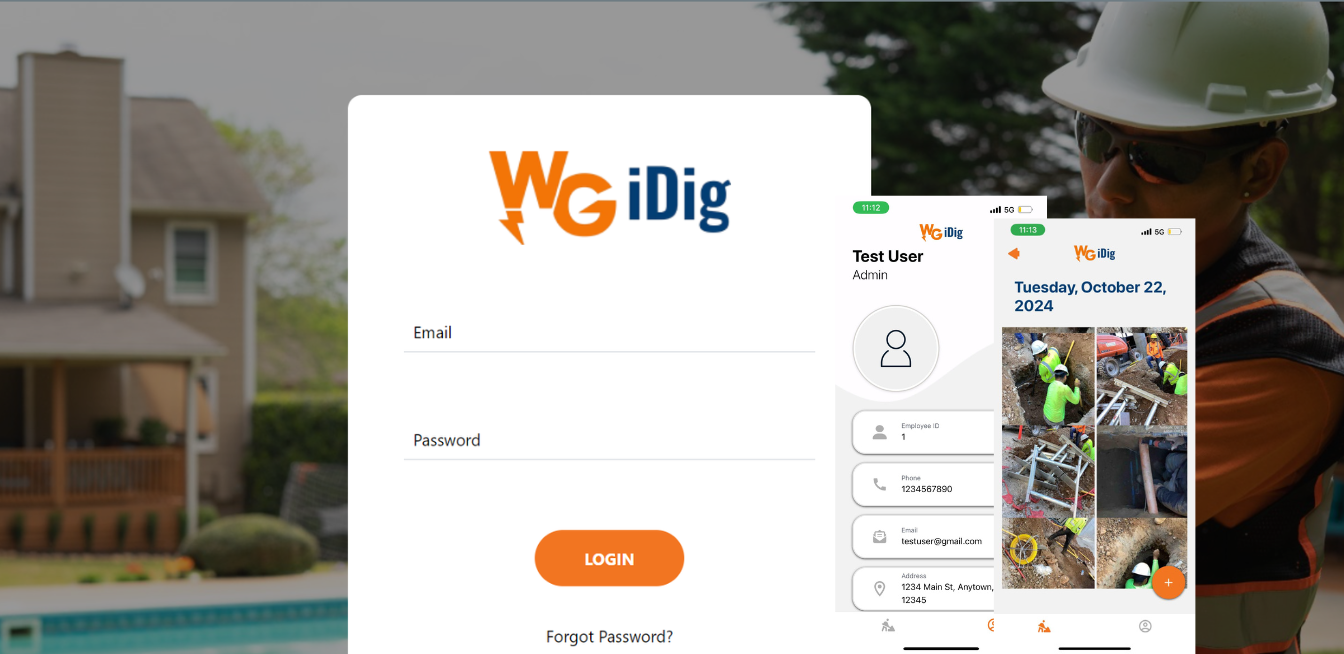 WG iDig
Email
Password
LOGIN
Forgot Password?
11:12
5G
WG iDig
Test User
Admin
Employee ID
1
Phone
1234567890
Email
testuser@gmail.com
Address
1234 Main St, Anytown,
12345
11:13
5G
WG iDig
Tuesday, October 22,
2024
+